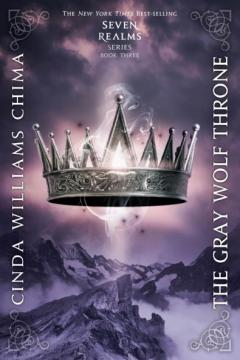 THE NEW YORK TIMES BEST-SELLING
SEVEN
REALMS
SERIES
BOOK THREE
CINDA WILLIAMS CHIMA
THE GRAY WOLF THRONE